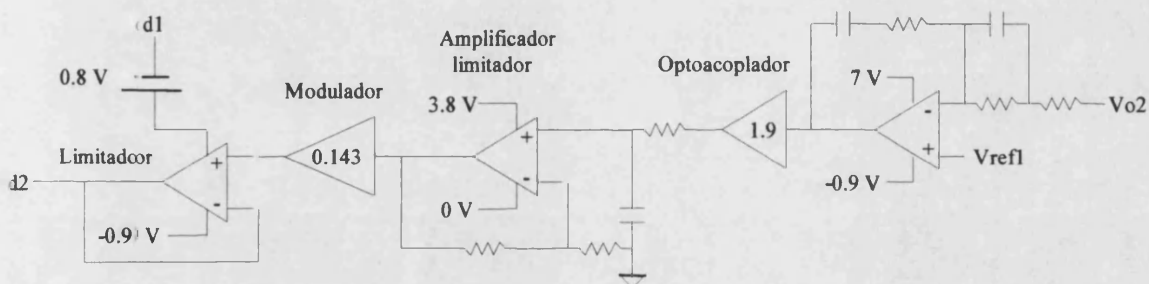 d1
0.8 V
Limitadoor
d2
-0.9 V
+
-
Modulador
0.143
Amplificador
limitador
3.8 V
+
-
0 V
Optoacoplador
1.9
7 V
-
+
-0.9 V
Vo2
Vref1